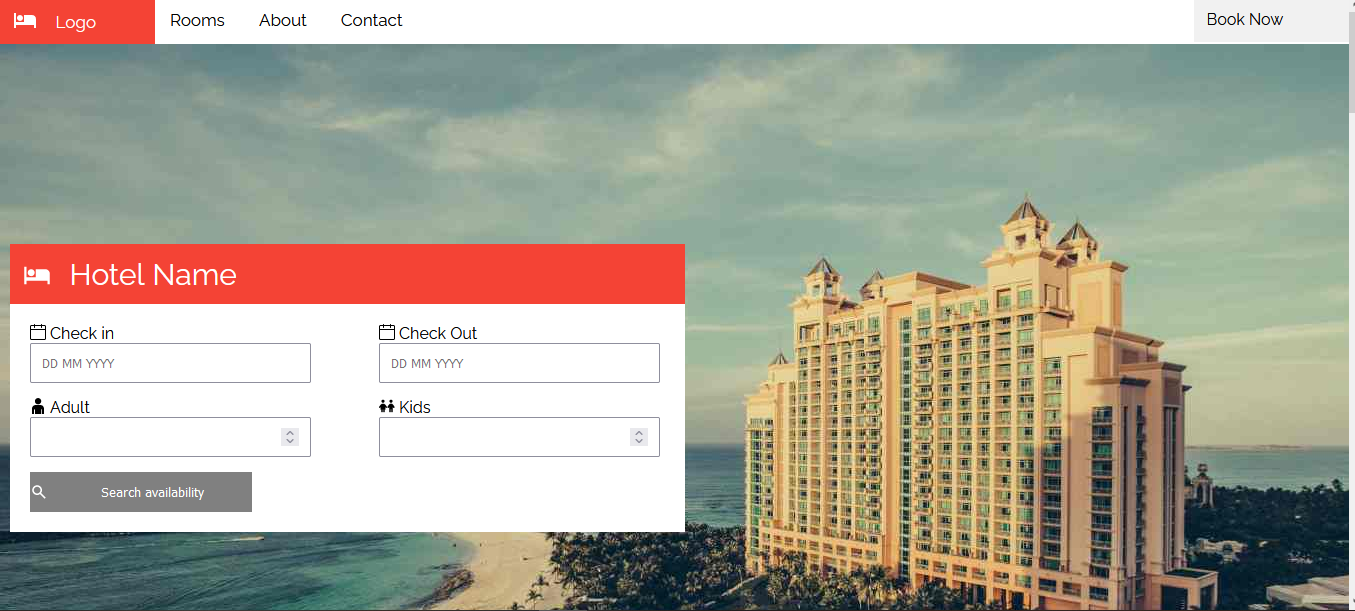 Logo Rooms About Contact Book Now
Hotel Name
Check in Check Out
DD MM YYYY DD MM YYYY
Adult Kids
Search availability